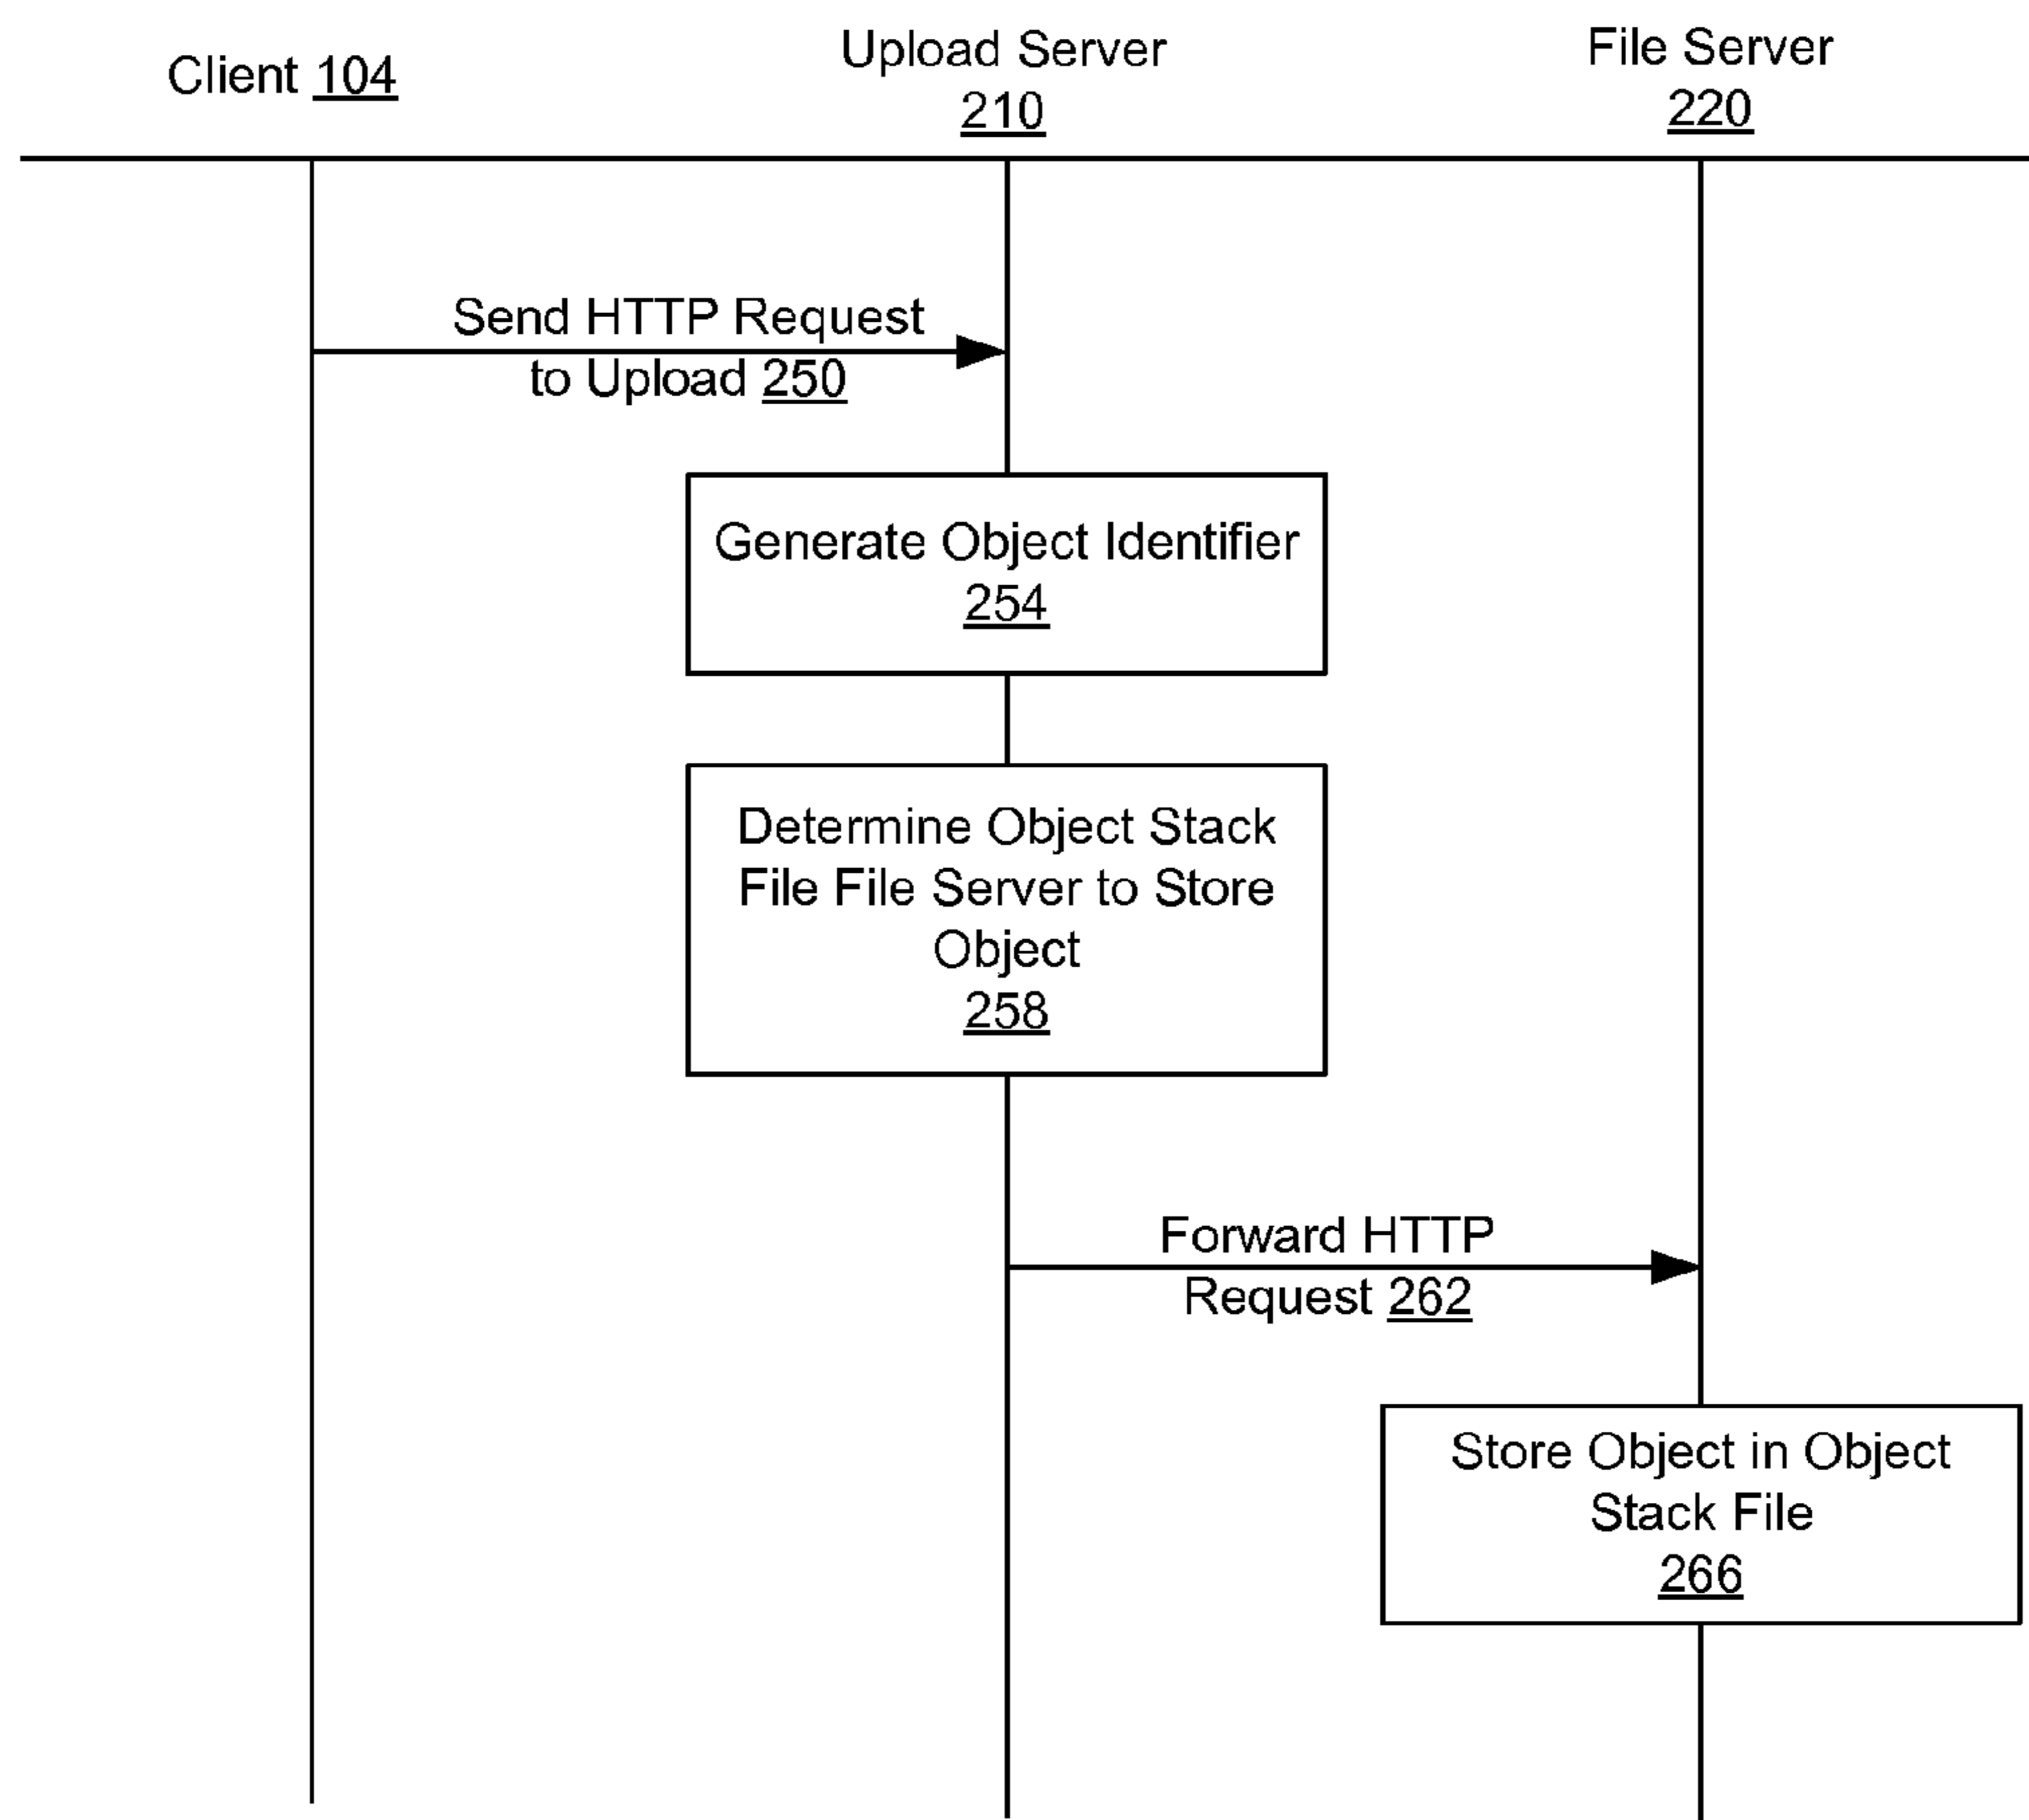 Client 104
Upload Server
210
File Server
220
Send HTTP Request
to Upload 250
Generate Object Identifier
254
Determine Object Stack
File File Server to Store
Object
258
Forward HTTP
Request 262
Store Object in Object
Stack File
266